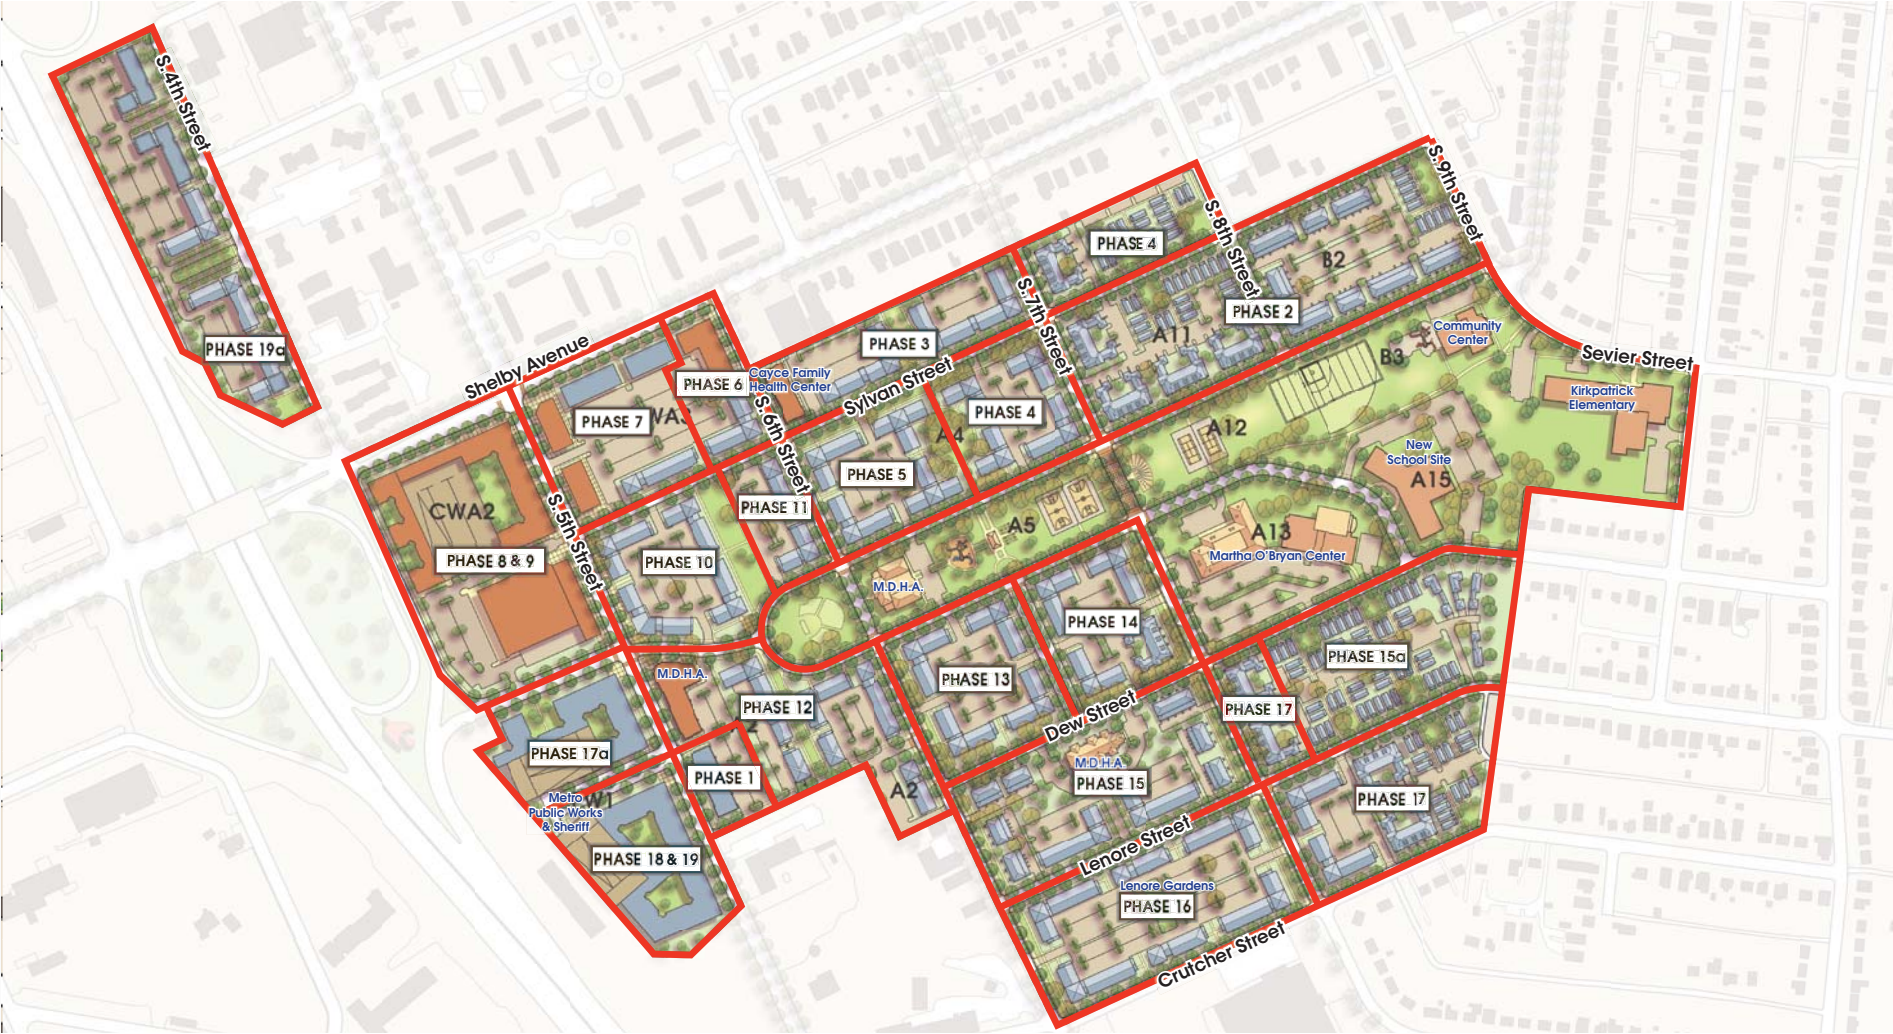 S. 4th Street
S. 9th Street
S. 8th Street
PHASE 4
B2
S. 7th Street
PHASE 2
Community
Center
A11
PHASE 3
PHASE 19a
Shelby Avenue
B3
Sevier Street
Cayce Family
Health Center
PHASE 6
Sylvan Street
Kirkpatrick
Elementary
PHASE 7
PHASE 4
A4
A12
S. 6th Street
New
School Site
A15
PHASE 5
CWA2
PHASE 11
A5
A13
Martha O'Bryan Center
S. 5th Street
PHASE 8 & 9
PHASE 10
M.D.H.A.
PHASE 14
PHASE 15a
M.D.H.A.
PHASE 13
PHASE 12
PHASE 17
Dew Street
PHASE 17a
M.D.H.A.
PHASE 15
PHASE 1
A2
PHASE 17
Metro
Public Works
& Sheriff
W1
Lenore Street
PHASE 18 & 19
Lenore Gardens
PHASE 16
Crutcher Street